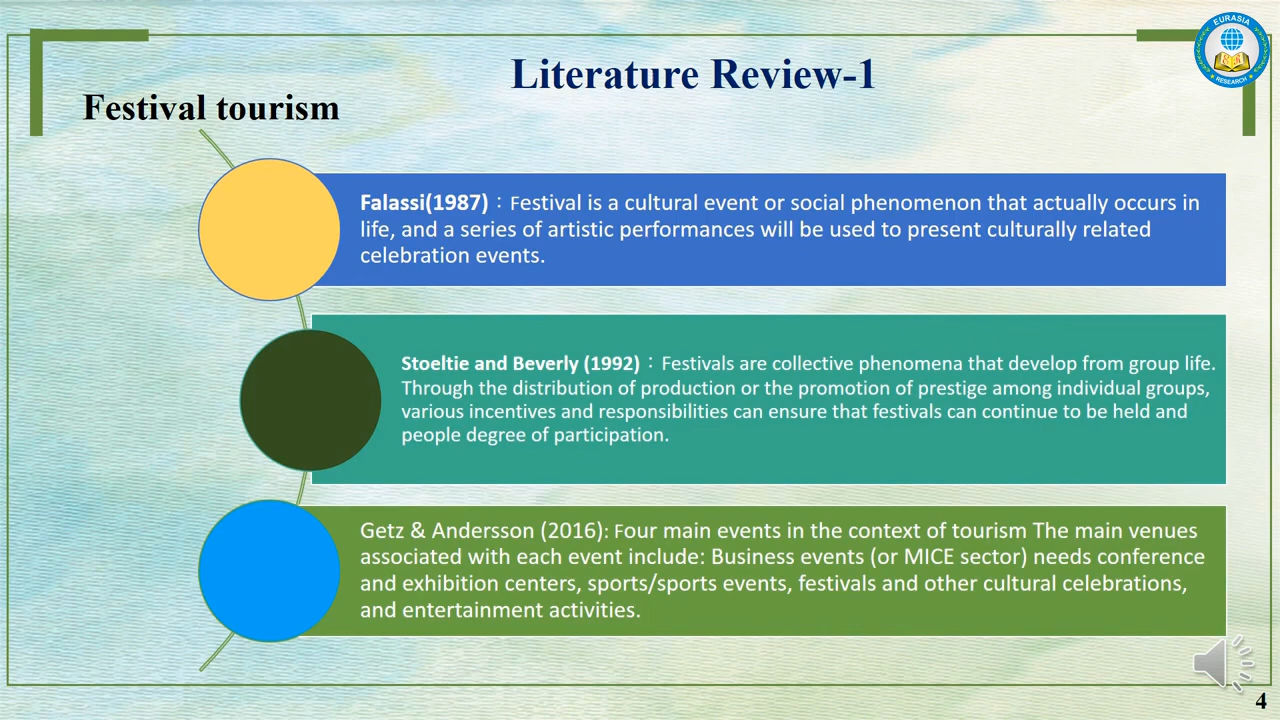 EURASIA
RESEARCH
Literature Review-1
Festival tourism
Falassi(1987)：Festival is a cultural event or social phenomenon that actually occurs in
life, and a series of artistic performances will be used to present culturally related
celebration events.
Stoeltie and Beverly (1992)：Festivals are collective phenomena that develop from group life.
Through the distribution of production or the promotion of prestige among individual groups,
various incentives and responsibilities can ensure that festivals can continue to be held and
people degree of participation.
Getz & Andersson (2016): Four main events in the context of tourism The main venues
associated with each event include: Business events (or MICE sector) needs conference
and exhibition centers, sports/sports events, festivals and other cultural celebrations,
and entertainment activities.
4